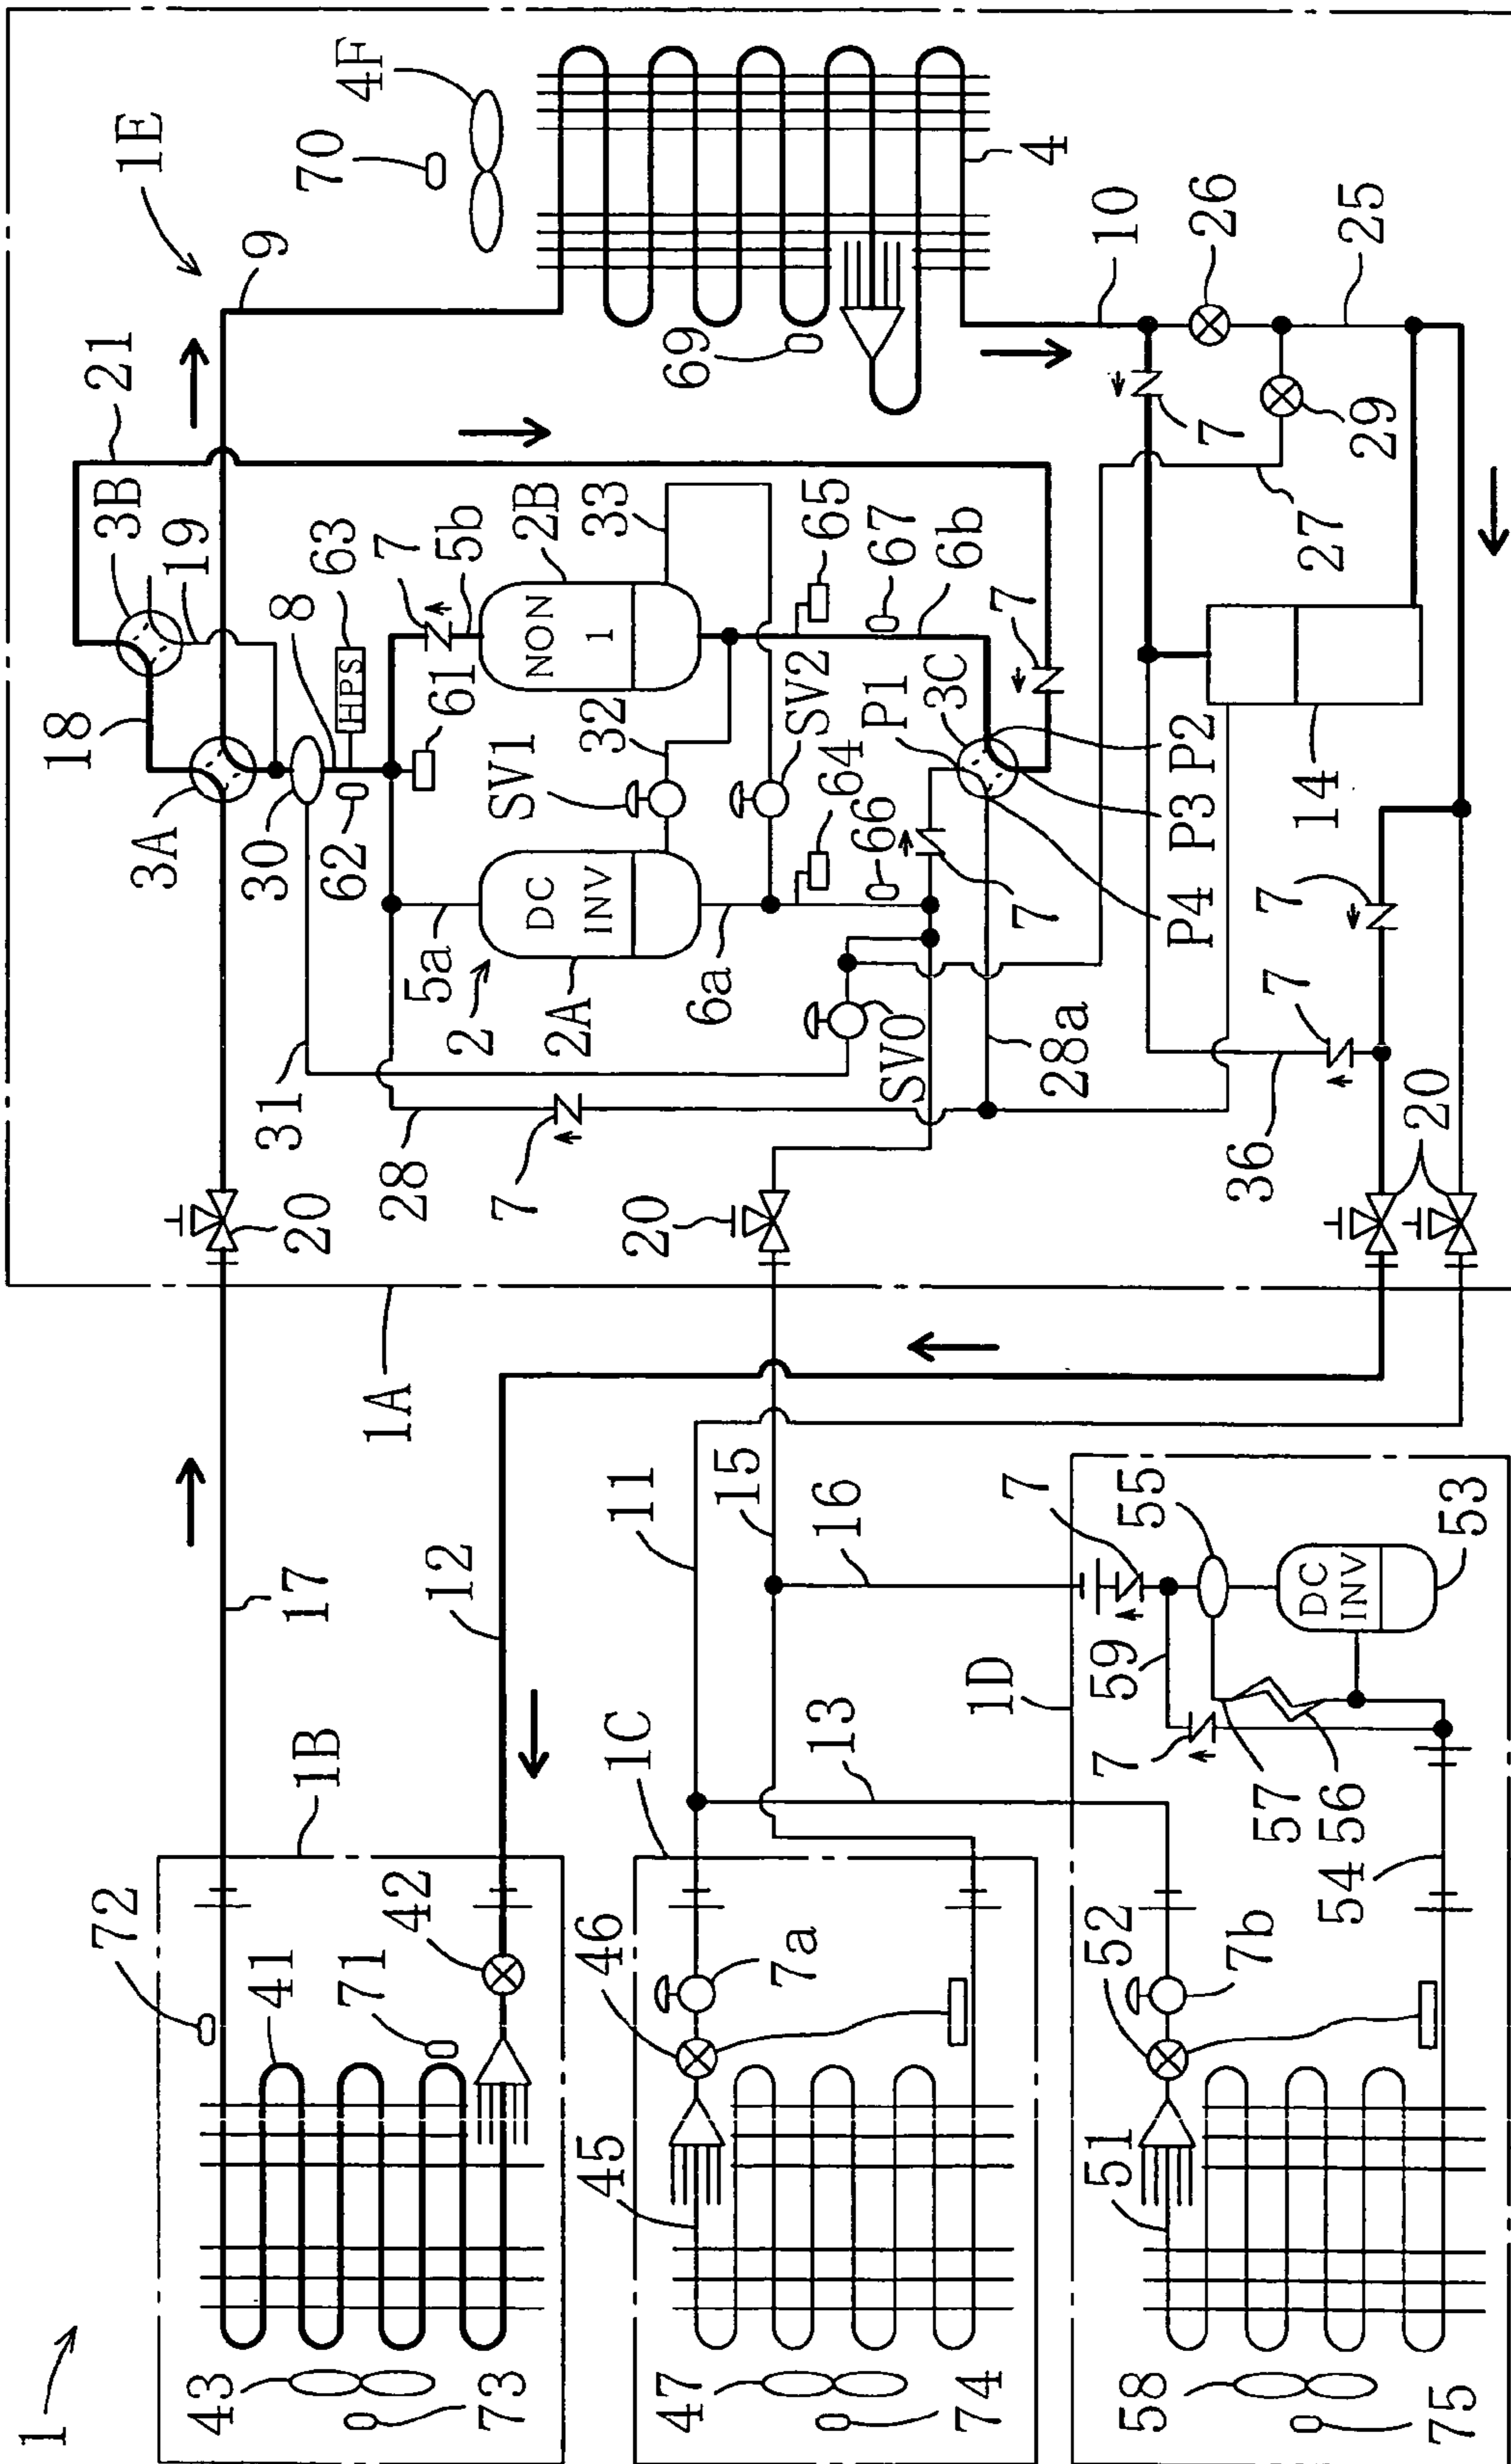 1E
4F
70
9
21
3B
19
18
3A
63
HPS
8
7
5b
2B
33
NON
1
61
30
62
69
4
10
26
25
7
29
27
65
67
6b
7
3C
P1
SV2
32
SV1
64
66
DC
INV
5a
2
2A
6a
SV0
7
P2
P3
P4
14
7
7
28a
36
20
31
28
7
20
20
1A
17
12
11
15
16
7
55
53
DC
INV
59
1D
7
57
56
54
13
1C
1B
72
41
71
42
46
7a
45
52
7b
51
43
73
47
74
58
75
1